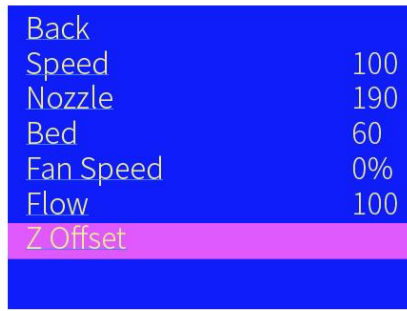 Back
Speed 100
Nozzle 190
Bed 60
Fan Speed 0%
Flow 100
Z Offset